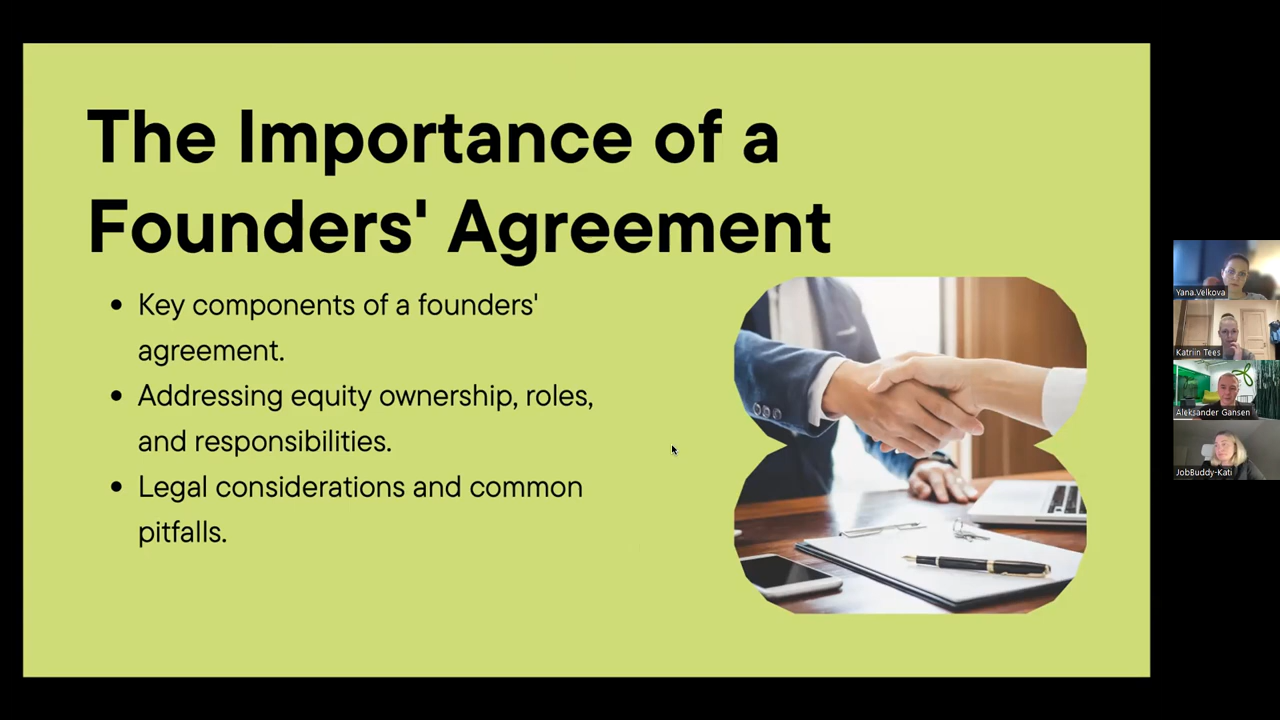 The Importance of a
Founders' Agreement
• Key components of a founders'
agreement.
• Addressing equity ownership, roles,
and responsibilities.
• Legal considerations and common
pitfalls.
Yana.Velkova
Katriin Tees
Aleksander Gansen
JobBuddy-Kati